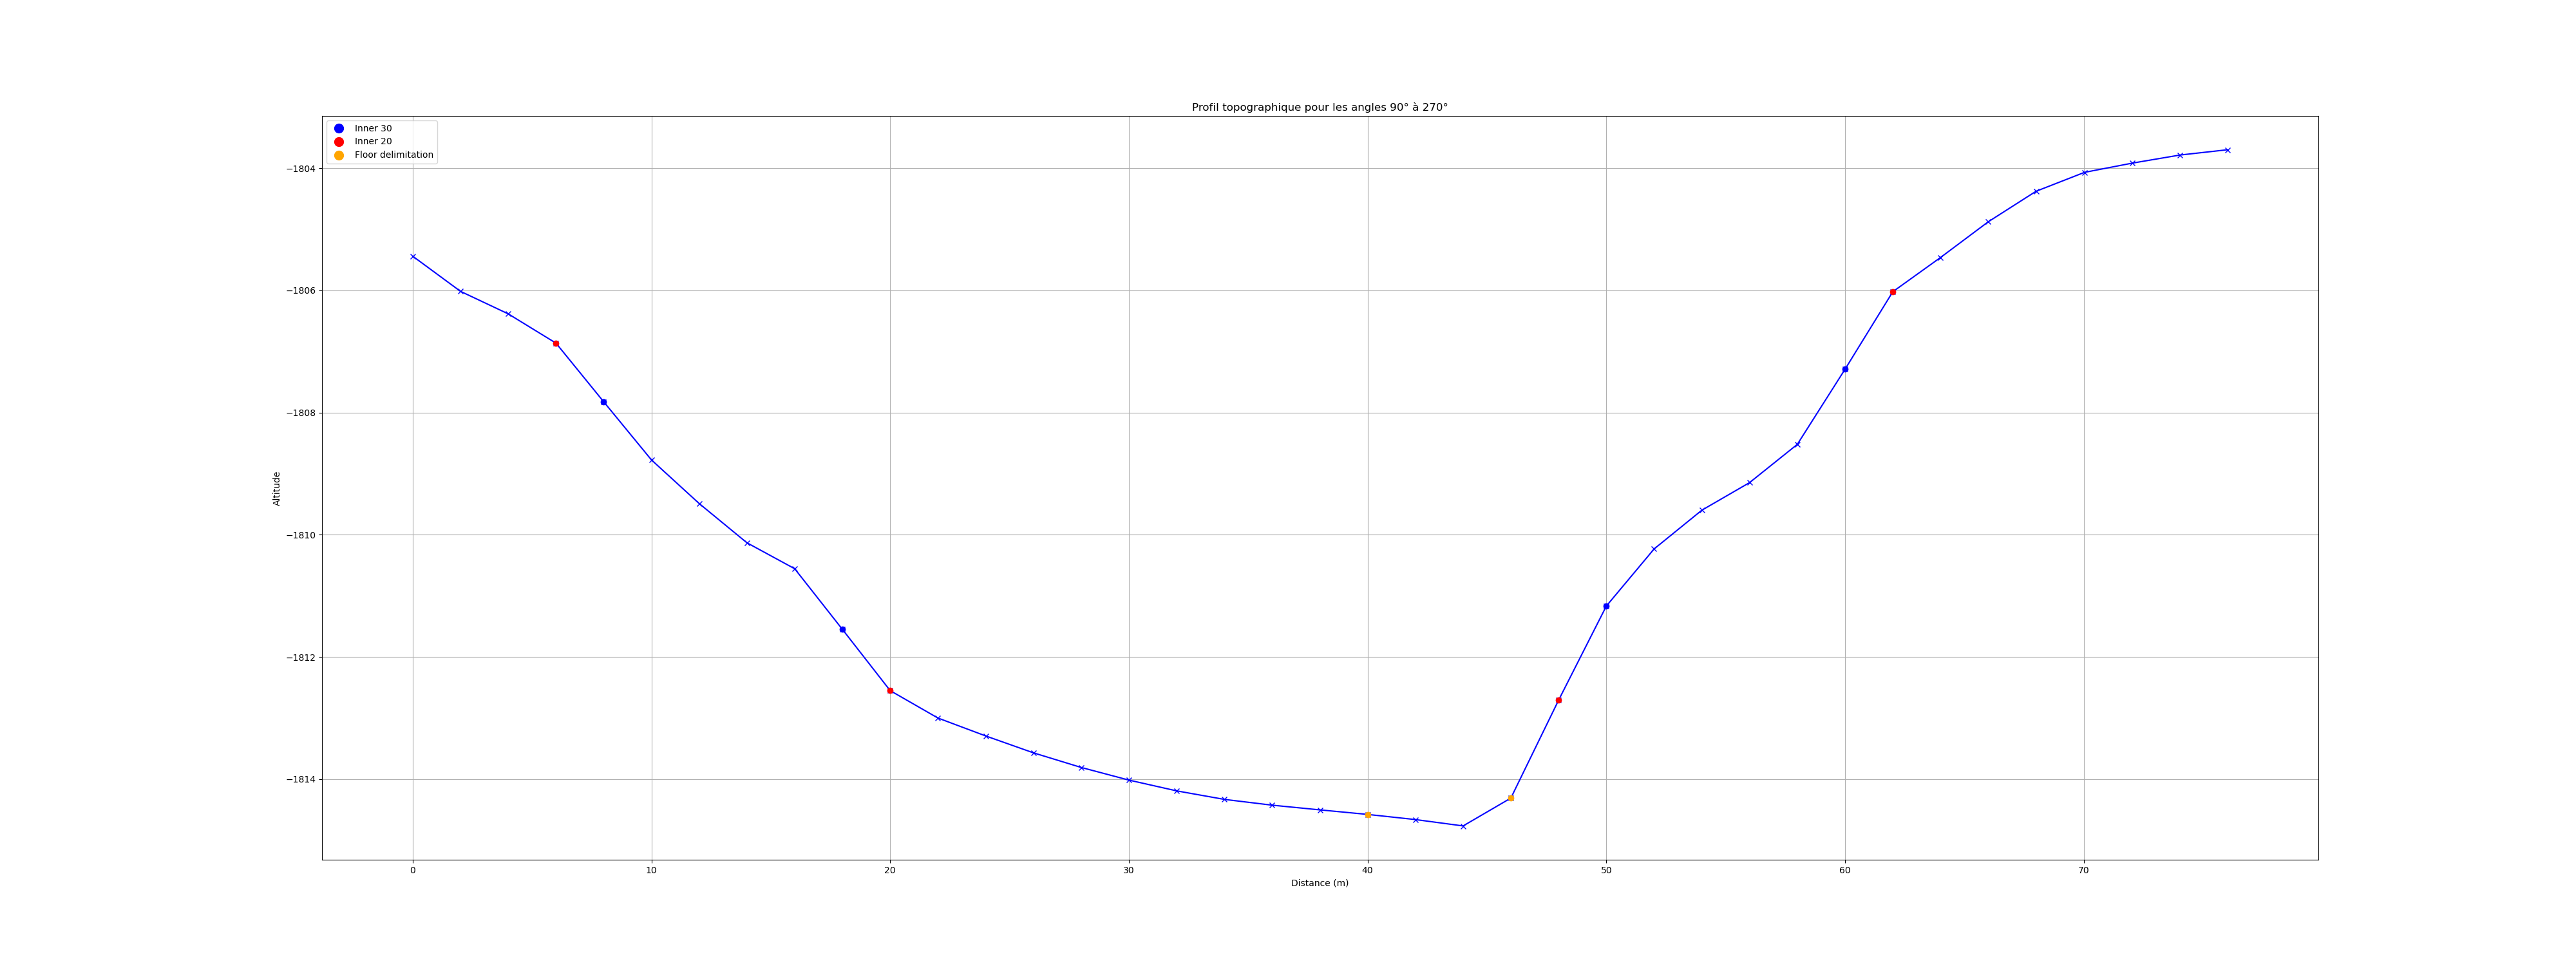 Profil topographique pour les angles 90° à 270°
Inner 30
Inner 20
Floor delimitation
−1804
−1806
−1808
−1810
−1812
−1814
Altitude
0 10 20 30 40 50 60 70
Distance (m)